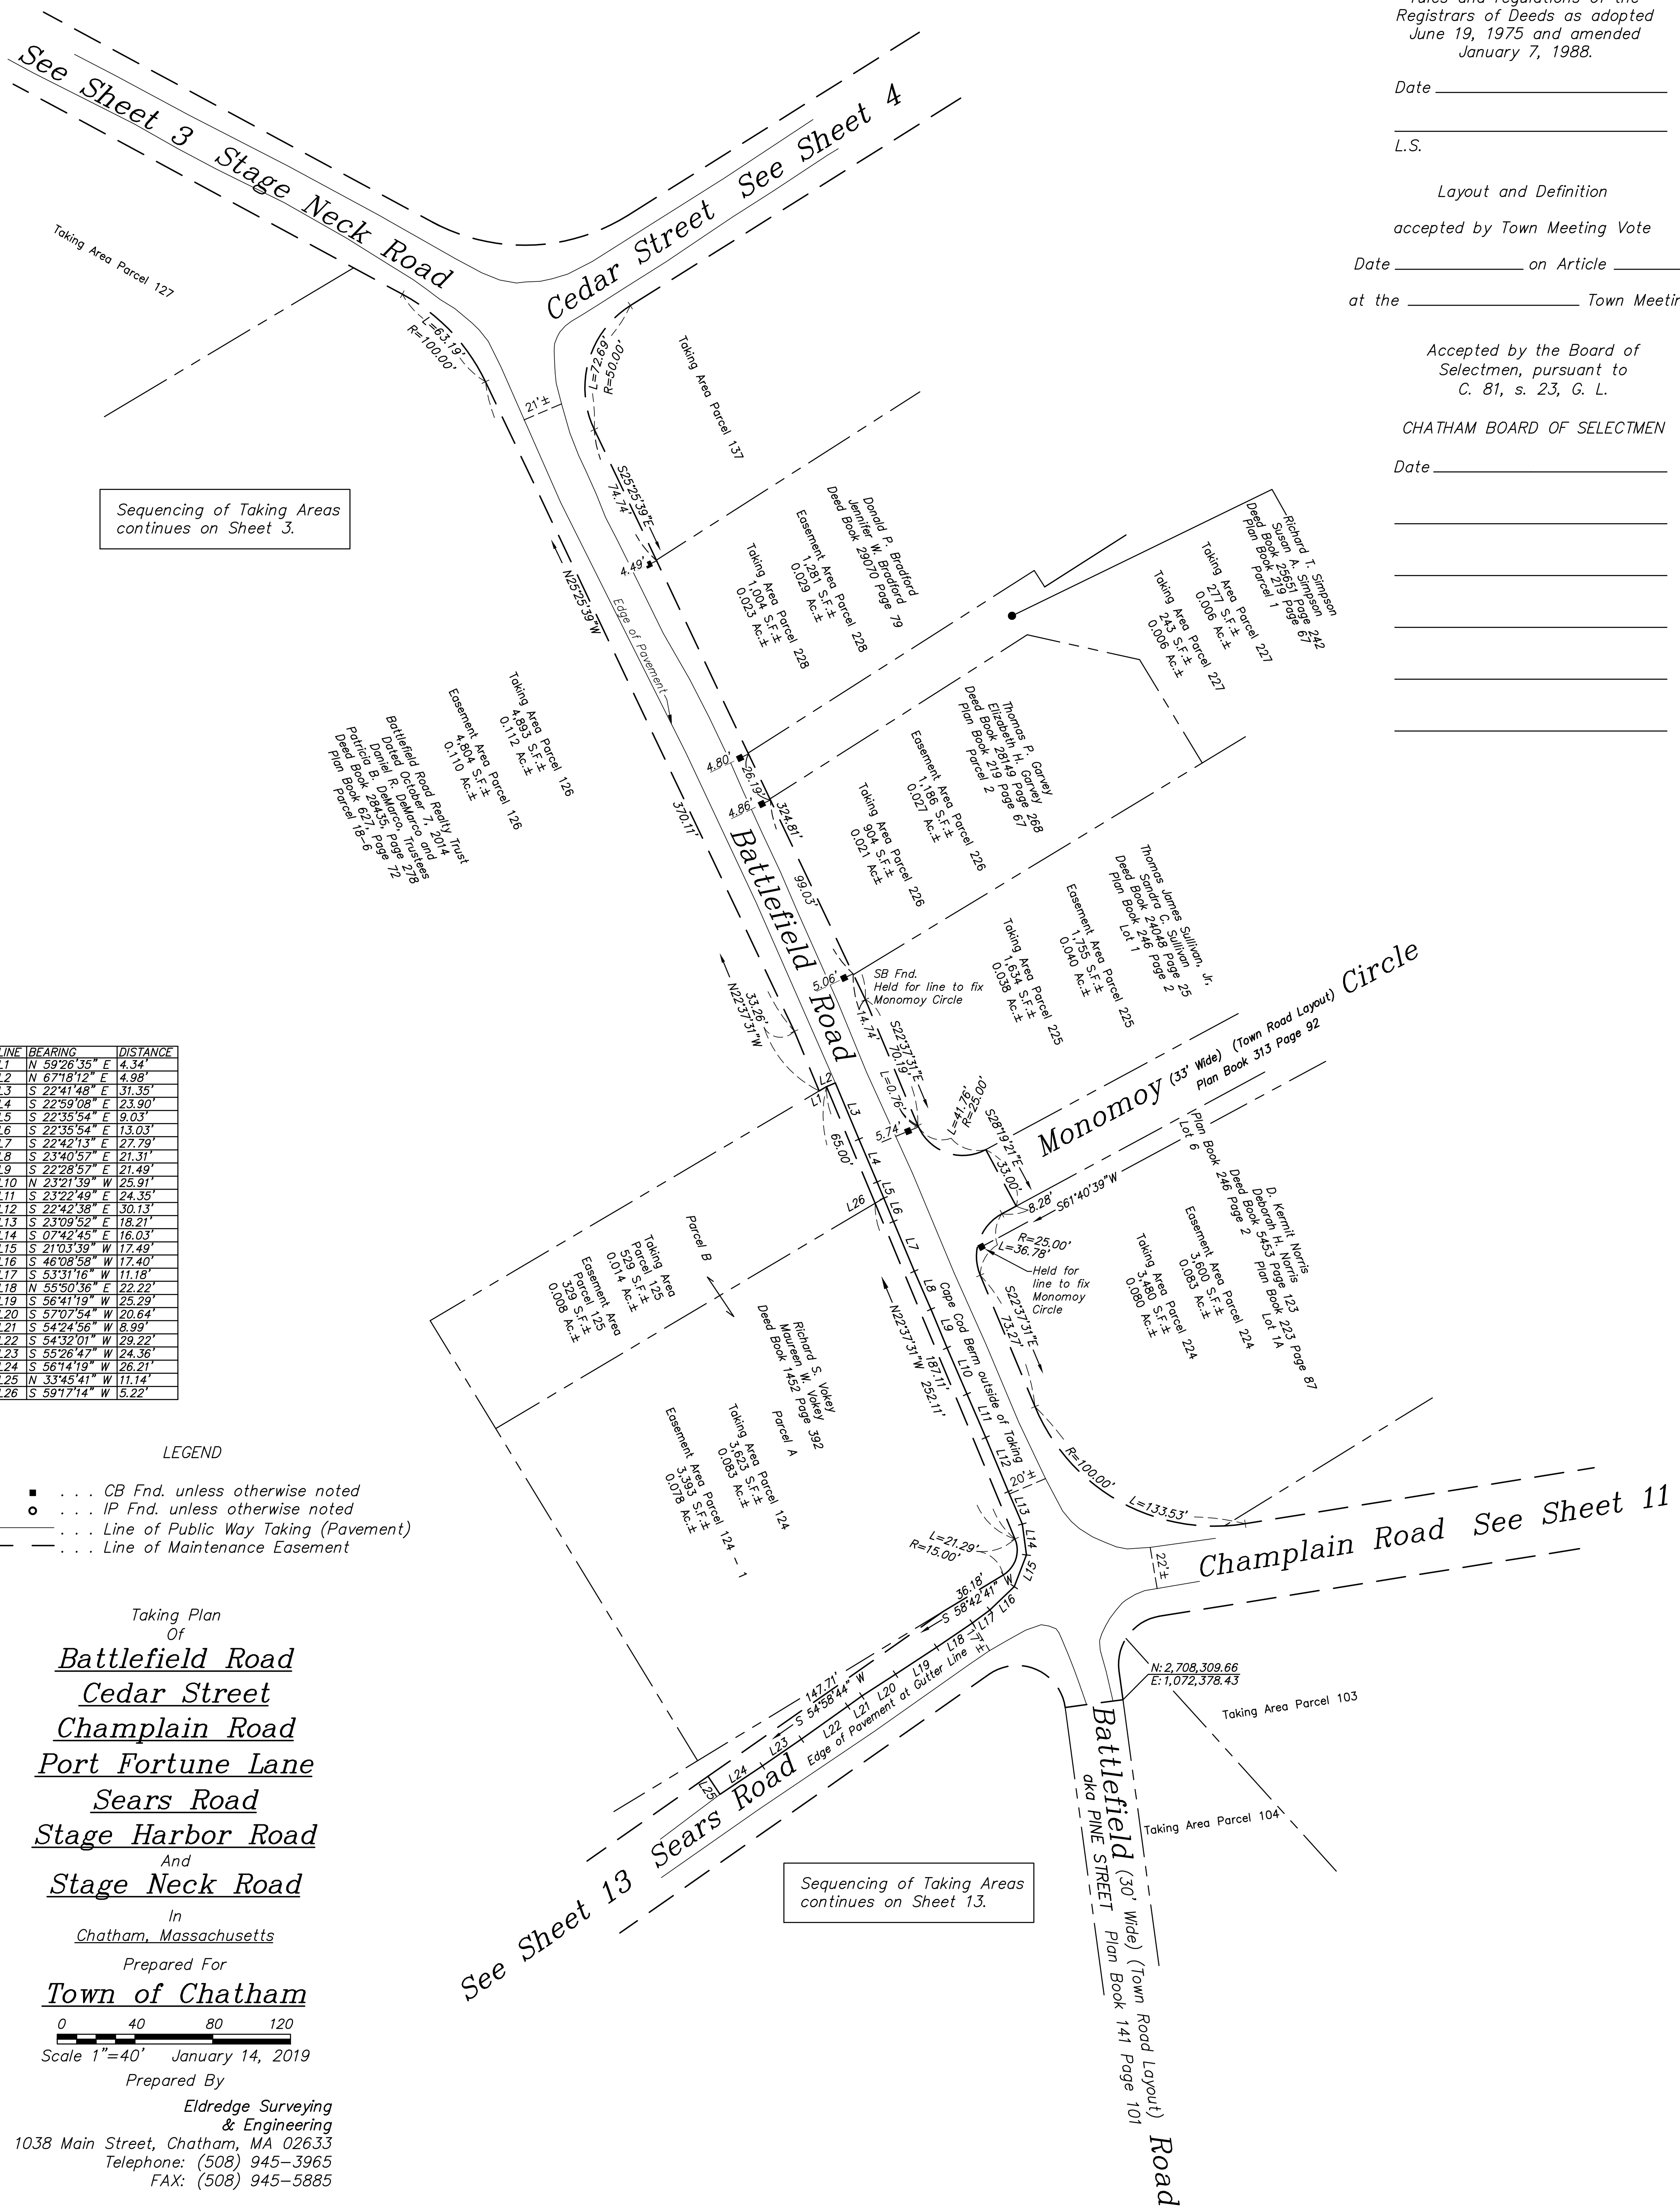 Registrars of Deeds as adopted
June 19, 1975 and amended
January 7, 1988.
Date
L.S.
Layout and Definition
accepted by Town Meeting Vote
Date on Article
at the Town
Accepted by the Board of
Selectmen, pursuant to
C. 81, s. 23, G. L.
CHATHAM BOARD OF SELECTMEN
Date
See Sheet 3 Stage Neck Road
Cedar Street See Sheet 4
Taking Area Parcel 127
L=63.19'
R=100.00'
L=72.69'
R=50.00'
21'±
Taking Area Parcel 137
Sequencing of Taking Areas
continues on Sheet 3.
S25°25'39"E
74.74'
4.49'
N25°25'39"W
370.11'
Edge of Pavement
Donald P. Bradford
Jennifer W. Bradford
Deed Book 29070 Page 79
Easement Area Parcel 228
1,281 S.F.±
0.029 Ac.±
Taking Area Parcel 228
1,004 S.F.±
0.023 Ac.±
Richard T. Simpson
Susan A. Simpson
Deed Book 25651 Page 242
Plan Book 219 Page 67
Parcel 1
Taking Area Parcel 227
277 S.F.±
0.006 Ac.±
Taking Area Parcel 227
243 S.F.±
0.006 Ac.±
Taking Area Parcel 126
4,893 S.F.±
0.112 Ac.±
Easement Area Parcel 126
4,804 S.F.±
0.110 Ac.±
Battlefield Road Realty Trust
Dated October 7, 2014
Daniel R. DeMarco and
Patricia B. DeMarco, Trustees
Deed Book 28435, Page 278
Plan Book 627, Page 72
Parcel 18-6
4.80'
26.19'
4.86'
324.81'
99.03'
Battlefield Road
Thomas P. Garvey
Elizabeth H. Garvey
Deed Book 28149 Page 268
Plan Book 219 Page 67
Parcel 2
Easement Area Parcel 226
1,186 S.F.±
0.027 Ac.±
Taking Area Parcel 226
904 S.F.±
0.021 Ac.±
Thomas James Sullivan, Jr.
Sandra C. Sullivan
Deed Book 24048 Page 25
Plan Book 246 Page 2
Lot 1
Easement Area Parcel 225
1,755 S.F.±
0.040 Ac.±
Taking Area Parcel 225
1,634 S.F.±
0.038 Ac.±
5.06'
SB Fnd.
Held for line to fix
Monomoy Circle
14.74'
33.26'
N22°37'31"W
S22°37'31"E
70.19'
L=0.76'
5.74'
L=41.76'
R=25.00'
S28°19'21"E
33.00'
8.28'
S61°40'39"W
Monomoy (33' Wide) (Town Road Layout) Circle
Plan Book 313 Page 92
L1
L2
L3
65.00'
L4
L5
L6
L26
L7
L8
L9
L10
L11
L12
L13
L14
L15
L16
L17
L18
L19
L20
L21
L22
L23
L24
L25
R=25.00'
L=36.78'
Held for
line to fix
Monomoy
Circle
S22°37'31"E
73.27'
Plan Book 246 Page 2
Lot 6
D. Kermit Norris
Deborah H. Norris
Deed Book 5453 Page 123
Plan Book 223 Page 87
Lot 1A
Easement Area Parcel 224
3,600 S.F.±
0.083 Ac.±
Taking Area Parcel 224
3,480 S.F.±
0.080 Ac.±
Parcel B
Taking Area
Parcel 125
529 S.F.±
0.014 Ac.±
Easement Area
Parcel 125
329 S.F.±
0.008 Ac.±
Richard S. Vokey
Maureen W. Vokey
Deed Book 1452 Page 392
Parcel A
Taking Area Parcel 124
3,623 S.F.±
0.083 Ac.±
Easement Area Parcel 124 - 1
3,393 S.F.±
0.078 Ac.±
N22°37'31"W 252.11'
187.11'
Cape Cod Berm outside of Taking
20'±
R=100.00'
L=133.53'
L=21.29'
R=15.00'
36.18'
S 58°42'41" W
147.71'
S 54°58'44" W
Edge of Pavement at Gutter Line
22'±
Champlain Road See Sheet 11
See Sheet 13 Sears Road
N: 2,708,309.66
E: 1,072,378.43
Taking Area Parcel 103
Taking Area Parcel 104
Battlefield (30' Wide) (Town Road Layout) Road
aka PINE STREET Plan Book 141 Page 101
Sequencing of Taking Areas
continues on Sheet 13.
LINE BEARING DISTANCE
L1 N 59°26'35" E 4.34'
L2 N 67°18'12" E 4.98'
L3 S 22°41'48" E 31.35'
L4 S 22°59'08" E 23.90'
L5 S 22°35'54" E 9.03'
L6 S 22°35'54" E 13.03'
L7 S 22°42'13" E 27.79'
L8 S 23°40'57" E 21.31'
L9 S 22°28'57" E 21.49'
L10 N 23°21'39" W 25.91'
L11 S 23°22'49" E 24.35'
L12 S 22°42'38" E 30.13'
L13 S 23°09'52" E 18.21'
L14 S 07°42'45" E 16.03'
L15 S 21°03'39" W 17.49'
L16 S 46°08'58" W 17.40'
L17 S 53°31'16" W 11.18'
L18 N 55°50'36" E 22.22'
L19 S 56°41'19" W 25.29'
L20 S 57°07'54" W 20.64'
L21 S 54°24'56" W 8.99'
L22 S 54°32'01" W 29.22'
L23 S 55°26'47" W 24.36'
L24 S 56°14'19" W 26.21'
L25 N 33°45'41" W 11.14'
L26 S 59°17'14" W 5.22'
LEGEND
. . . CB Fnd. unless otherwise noted
. . . IP Fnd. unless otherwise noted
. . . Line of Public Way Taking (Pavement)
. . . Line of Maintenance Easement
Taking Plan
Of
Battlefield Road
Cedar Street
Champlain Road
Port Fortune Lane
Sears Road
Stage Harbor Road
And
Stage Neck Road
In
Chatham, Massachusetts
Prepared For
Town of Chatham
0 40 80 120
Scale 1"=40' January 14, 2019
Prepared By
Eldredge Surveying
& Engineering
1038 Main Street, Chatham, MA 02633
Telephone: (508) 945-3965
FAX: (508) 945-5885